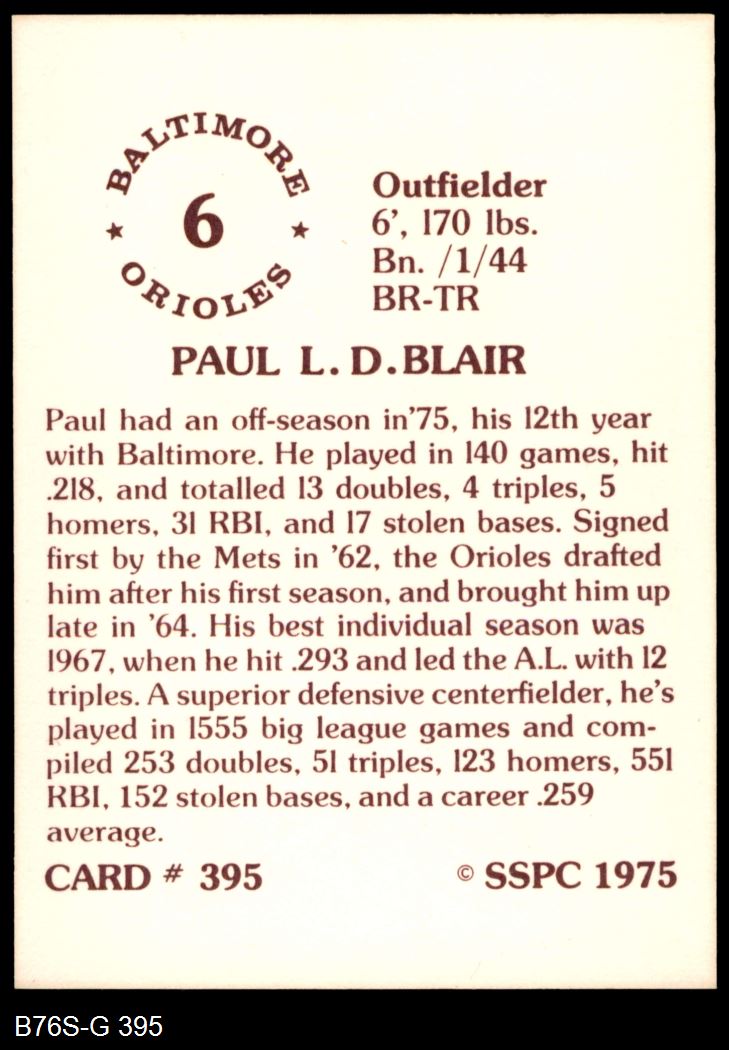 BALTIMORE
★ 6 ★
ORIOLES
Outfielder
6', 170 lbs.
Bn. /1/44
BR-TR
PAUL L. D. BLAIR
Paul had an off-season in'75, his 12th year
with Baltimore. He played in 140 games, hit
.218, and totalled 13 doubles, 4 triples, 5
homers, 31 RBI, and 17 stolen bases. Signed
first by the Mets in '62, the Orioles drafted
him after his first season, and brought him up
late in '64. His best individual season was
1967, when he hit .293 and led the A.L. with 12
triples. A superior defensive centerfielder, he's
played in 1555 big league games and com-
piled 253 doubles, 51 triples, 123 homers, 551
RBI, 152 stolen bases, and a career .259
average.
CARD # 395
© SSPC 1975
B76S-G 395